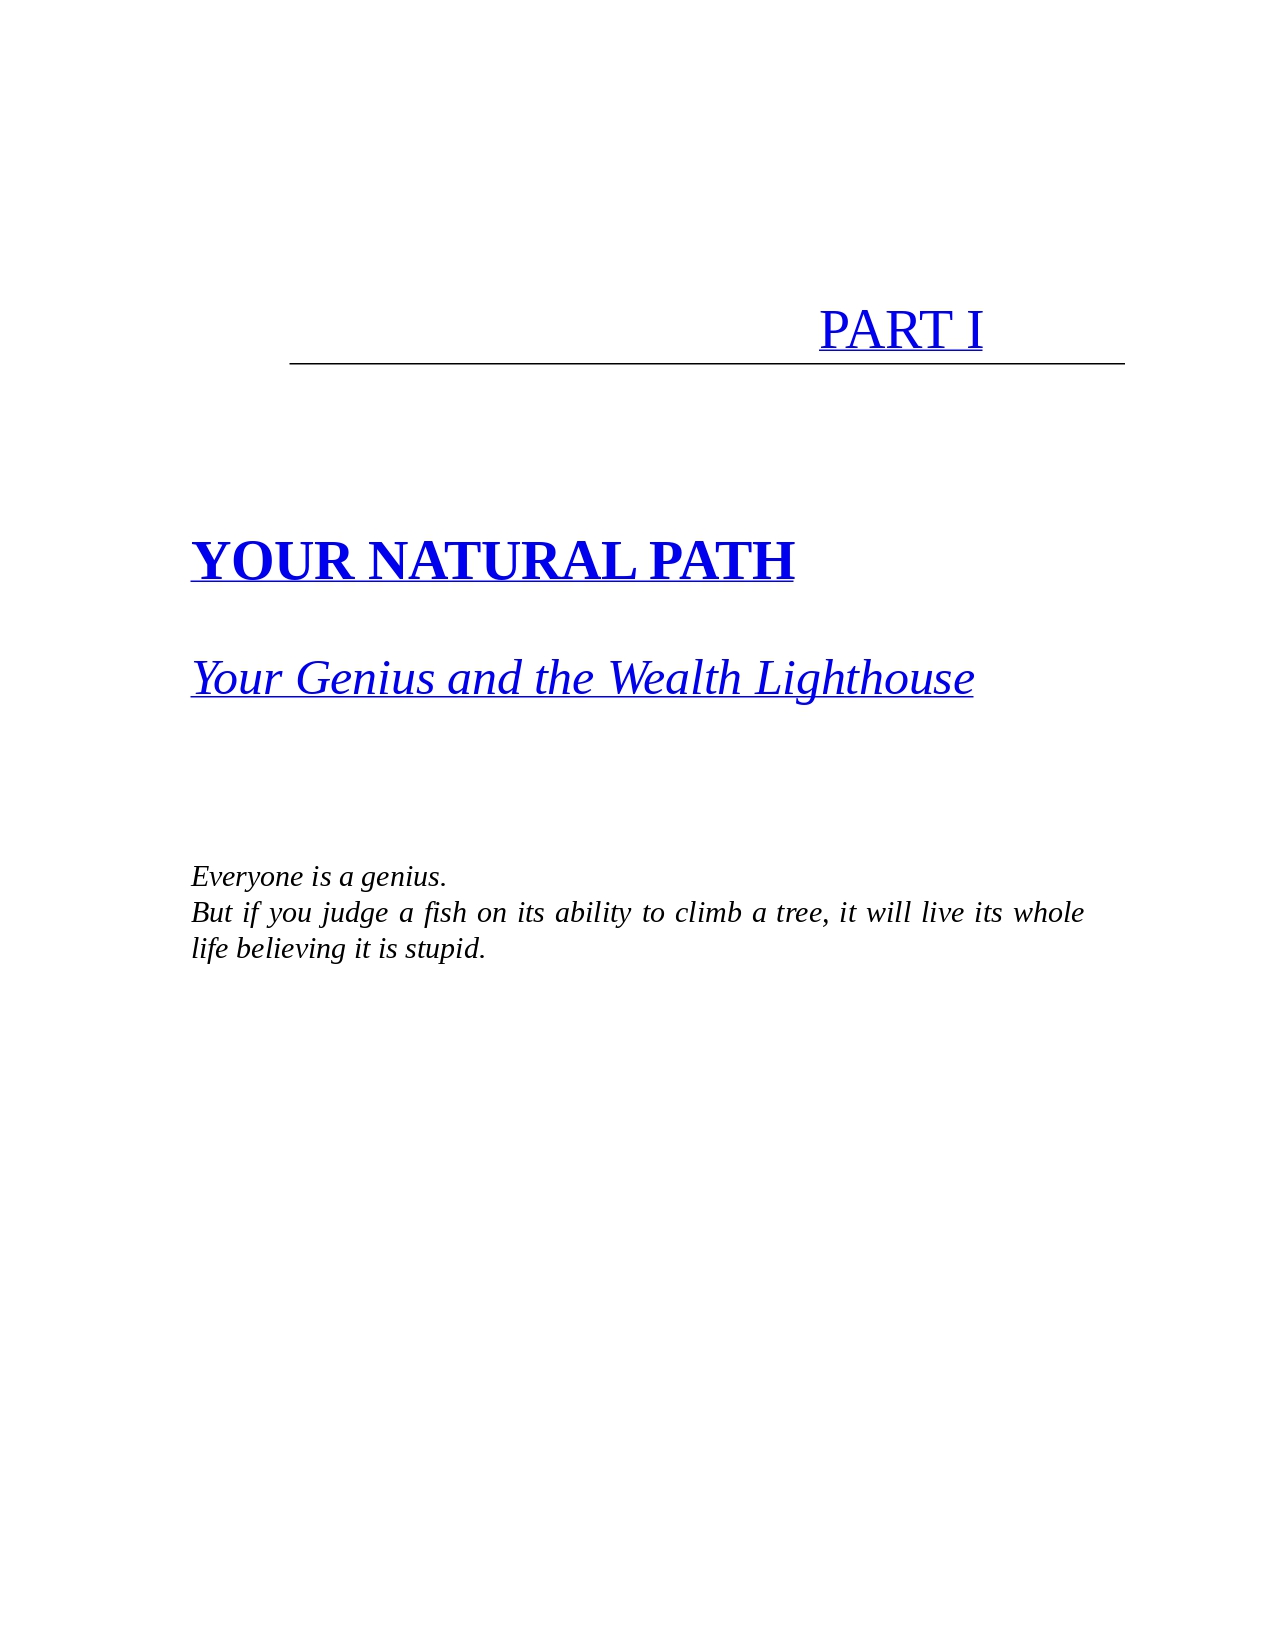 PART I
YOUR NATURAL PATH
Your Genius and the Wealth Lighthouse
Everyone is a genius.
But if you judge a fish on its ability to climb a tree, it will live its whole
life believing it is stupid.